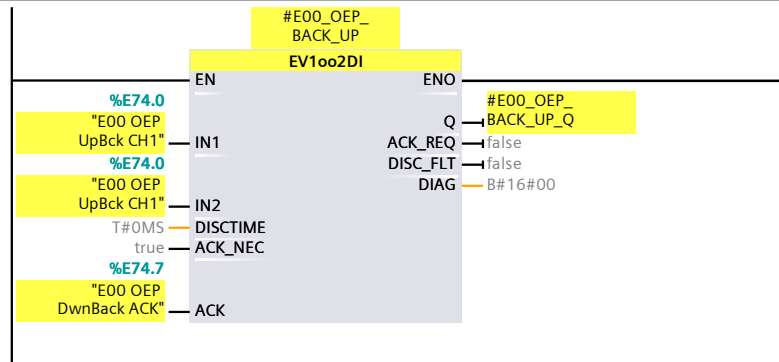 #E00_OEP_
BACK_UP
EV1oo2DI
EN ENO
%E74.0
"E00 OEP
UpBck CH1" IN1
#E00_OEP_
Q BACK_UP_Q
ACK_REQ false
%E74.0
DISC_FLT false
"E00 OEP
UpBck CH1" IN2
DIAG B#16#00
T#0MS DISCTIME
true ACK_NEC
%E74.7
"E00 OEP
DwnBack ACK" ACK